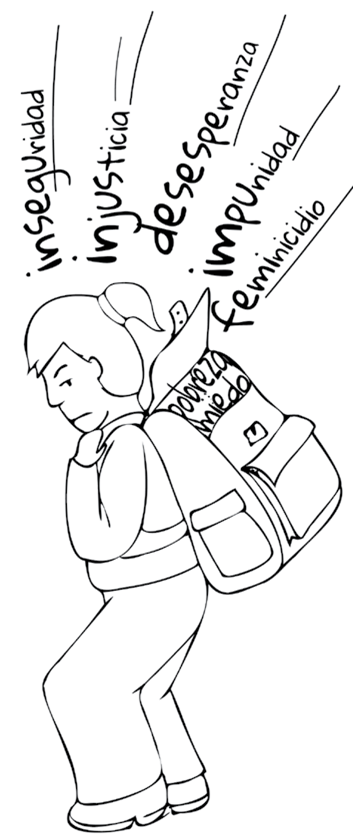 inseguridad
injusticia
desesperanza
impunidad
feminicidio
pobreza
miedo